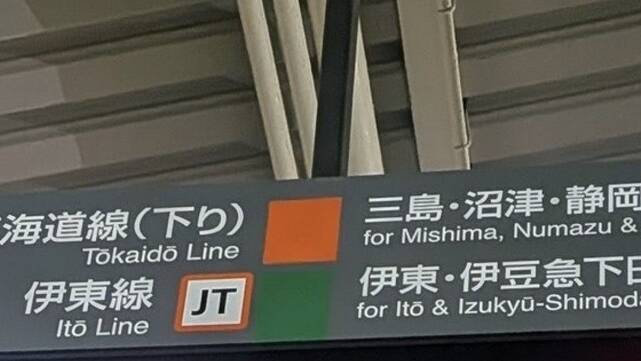 海道線(下り)
Tōkaidō Line
三島・沼津・静岡
for Mishima, Numazu &
伊東線
Itō Line
JT
伊東・伊豆急下田
for Itō & Izukyū-Shimoda